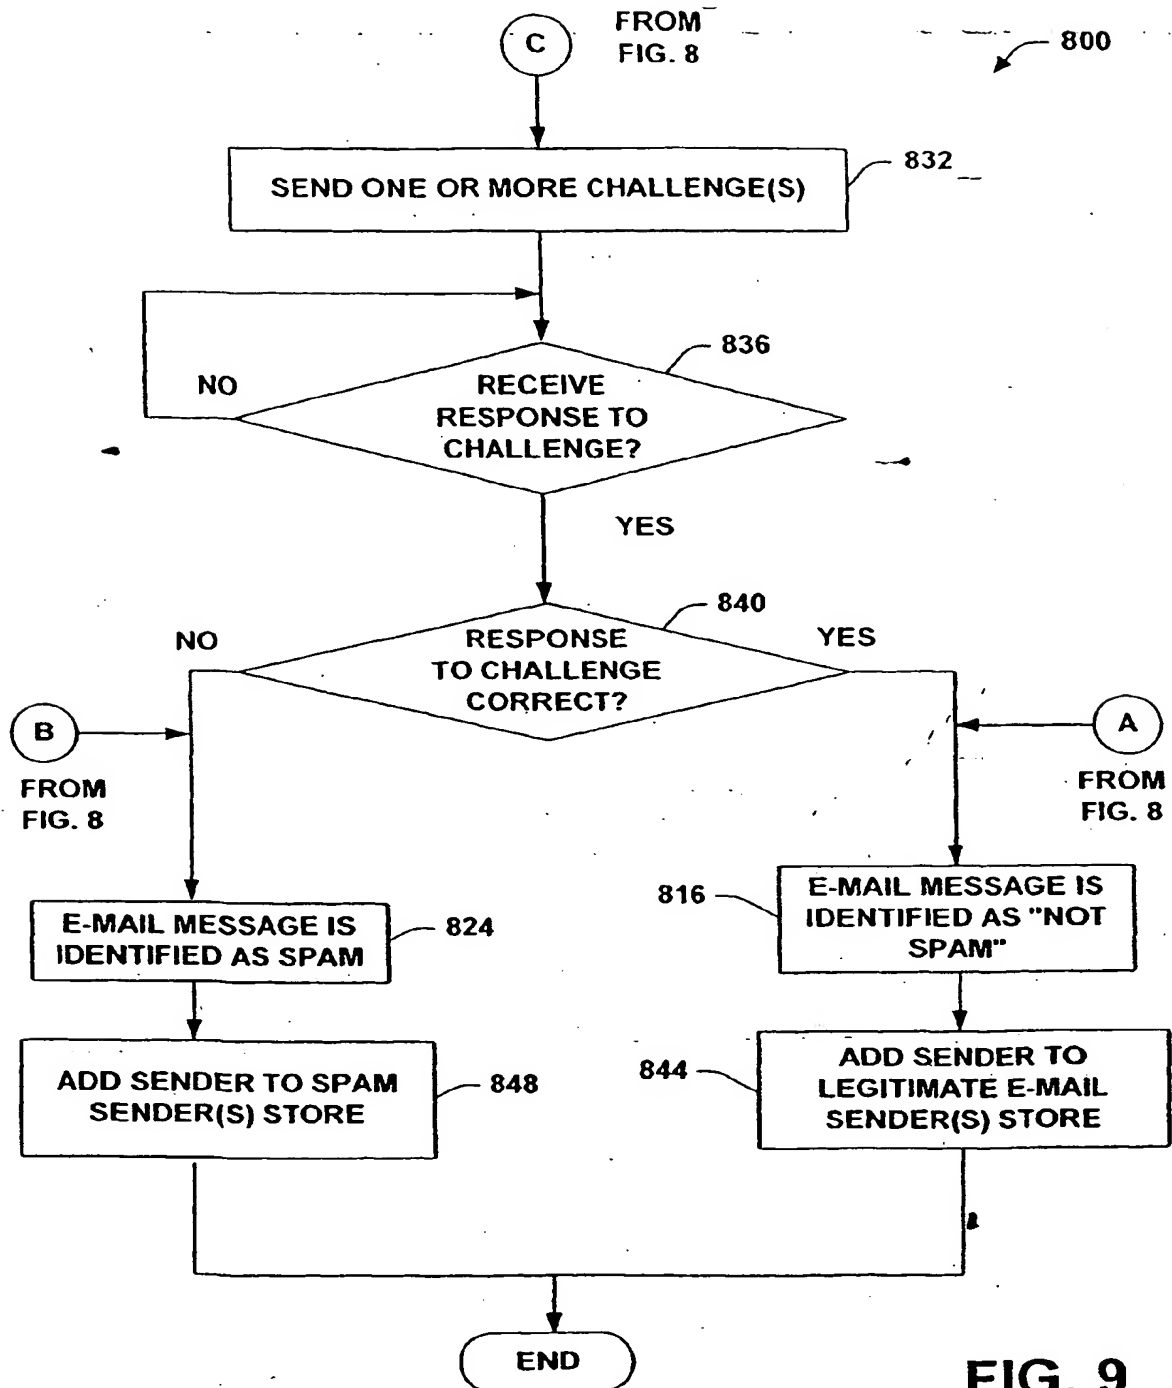 C
FROM
FIG. 8
800
SEND ONE OR MORE CHALLENGE(S)
832
836
NO
RECEIVE
RESPONSE TO
CHALLENGE?
YES
840
NO
RESPONSE
TO CHALLENGE
CORRECT?
YES
B
FROM
FIG. 8
A
FROM
FIG. 8
E-MAIL MESSAGE IS
IDENTIFIED AS SPAM
824
816
E-MAIL MESSAGE IS
IDENTIFIED AS "NOT
SPAM"
ADD SENDER TO SPAM
SENDER(S) STORE
848
844
ADD SENDER TO
LEGITIMATE E-MAIL
SENDER(S) STORE
END
FIG. 9